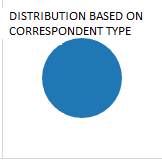 DISTRIBUTION BASED ON
CORRESPONDENT TYPE